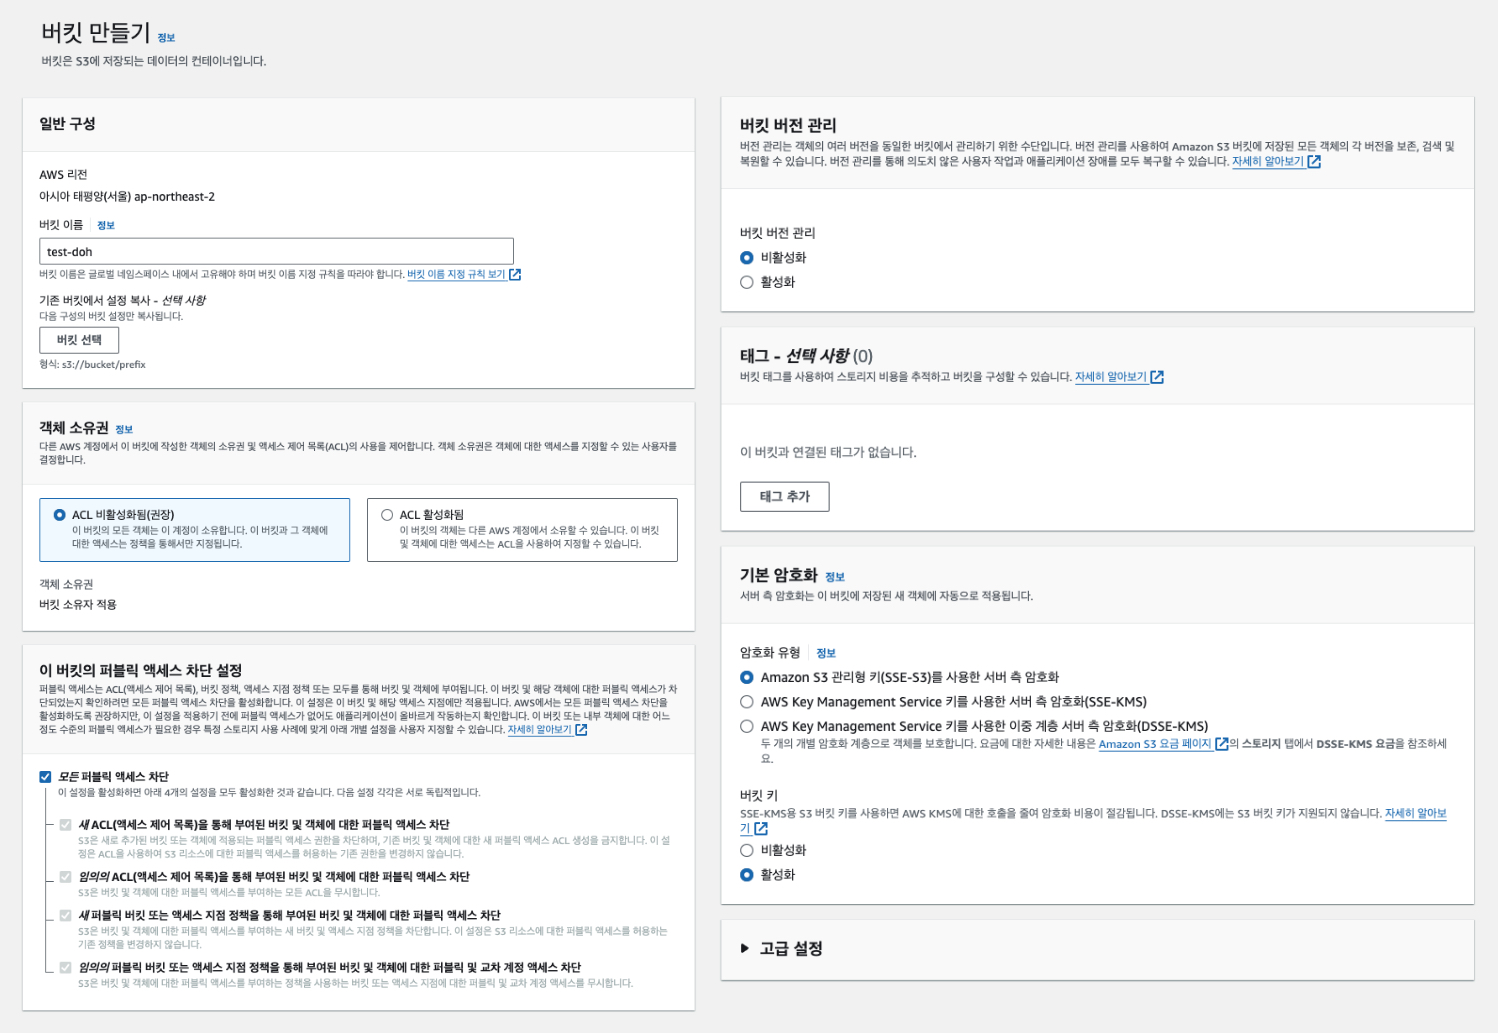 버킷 만들기 정보
버킷은 S3에 저장되는 데이터의 컨테이너입니다.
일반 구성
AWS 리전
아시아 태평양(서울) ap-northeast-2
버킷 이름 정보
test-doh
버킷 이름은 글로벌 네임스페이스 내에서 고유해야 하며 버킷 이름 지정 규칙을 따라야 합니다. 버킷 이름 지정 규칙 보기
기존 버킷에서 설정 복사 - 선택 사항
다음 구성의 버킷 설정만 복사됩니다.
버킷 선택
형식: s3://bucket/prefix
객체 소유권 정보
다른 AWS 계정에서 이 버킷에 작성한 객체의 소유권 및 액세스 제어 목록(ACL)의 사용을 제어합니다. 객체 소유권은 객체에 대한 액세스를 지정할 수 있는 사용자를
결정합니다.
ACL 비활성화됨(권장)
이 버킷의 모든 객체는 이 계정이 소유합니다. 이 버킷과 그 객체에
대한 액세스는 정책을 통해서만 지정됩니다.
ACL 활성화됨
이 버킷의 객체는 다른 AWS 계정에서 소유할 수 있습니다. 이 버킷
및 객체에 대한 액세스는 ACL을 사용하여 지정할 수 있습니다.
객체 소유권
버킷 소유자 적용
이 버킷의 퍼블릭 액세스 차단 설정
퍼블릭 액세스는 ACL(액세스 제어 목록), 버킷 정책, 액세스 지점 정책 또는 모두를 통해 버킷 및 객체에 부여됩니다. 이 버킷 및 해당 객체에 대한 퍼블릭 액세스가 차
단되었는지 확인하려면 모든 퍼블릭 액세스 차단을 활성화합니다. 이 설정은 이 버킷 및 해당 액세스 지점에만 적용됩니다. AWS에서는 모든 퍼블릭 액세스 차단을
활성화하도록 권장하지만, 이 설정을 적용하기 전에 퍼블릭 액세스가 없어도 애플리케이션이 올바르게 작동하는지 확인합니다. 이 버킷 또는 내부 객체에 대한 어느
정도 수준의 퍼블릭 액세스가 필요한 경우 특정 스토리지 사용 사례에 맞게 아래 개별 설정을 사용자 지정할 수 있습니다. 자세히 알아보기
모든 퍼블릭 액세스 차단
이 설정을 활성화하면 아래 4개의 설정을 모두 활성화한 것과 같습니다. 다음 설정 각각은 서로 독립적입니다.
새 ACL(액세스 제어 목록)을 통해 부여된 버킷 및 객체에 대한 퍼블릭 액세스 차단
S3은 새로 추가된 버킷 또는 객체에 적용되는 퍼블릭 액세스 권한을 차단하며, 기존 버킷 및 객체에 대한 새 퍼블릭 액세스 ACL 생성을 금지합니다. 이 설
정은 ACL을 사용하여 S3 리소스에 대한 퍼블릭 액세스를 허용하는 기존 권한을 변경하지 않습니다.
임의의 ACL(액세스 제어 목록)을 통해 부여된 버킷 및 객체에 대한 퍼블릭 액세스 차단
S3은 버킷 및 객체에 대한 퍼블릭 액세스를 부여하는 모든 ACL을 무시합니다.
새 퍼블릭 버킷 또는 액세스 지점 정책을 통해 부여된 버킷 및 객체에 대한 퍼블릭 액세스 차단
S3은 버킷 및 객체에 대한 퍼블릭 액세스를 부여하는 새 버킷 및 액세스 지점 정책을 차단합니다. 이 설정은 S3 리소스에 대한 퍼블릭 액세스를 허용하는
기존 정책을 변경하지 않습니다.
임의의 퍼블릭 버킷 또는 액세스 지점 정책을 통해 부여된 버킷 및 객체에 대한 퍼블릭 및 교차 계정 액세스 차단
S3은 버킷 및 객체에 대한 퍼블릭 액세스를 부여하는 정책을 사용하는 버킷 또는 액세스 지점에 대한 퍼블릭 및 교차 계정 액세스를 무시합니다.
버킷 버전 관리
버전 관리는 객체의 여러 버전을 동일한 버킷에서 관리하기 위한 수단입니다. 버전 관리를 사용하여 Amazon S3 버킷에 저장된 모든 객체의 각 버전을 보존, 검색 및
복원할 수 있습니다. 버전 관리를 통해 의도치 않은 사용자 작업과 애플리케이션 장애를 모두 복구할 수 있습니다. 자세히 알아보기
버킷 버전 관리
비활성화
활성화
태그 - 선택 사항 (0)
버킷 태그를 사용하여 스토리지 비용을 추적하고 버킷을 구성할 수 있습니다. 자세히 알아보기
이 버킷과 연결된 태그가 없습니다.
태그 추가
기본 암호화 정보
서버 측 암호화는 이 버킷에 저장된 새 객체에 자동으로 적용됩니다.
암호화 유형 정보
Amazon S3 관리형 키(SSE-S3)를 사용한 서버 측 암호화
AWS Key Management Service 키를 사용한 서버 측 암호화(SSE-KMS)
AWS Key Management Service 키를 사용한 이중 계층 서버 측 암호화(DSSE-KMS)
두 개의 개별 암호화 계층으로 객체를 보호합니다. 요금에 대한 자세한 내용은 Amazon S3 요금 페이지의 스토리지 탭에서 DSSE-KMS 요금을 참조하세
요.
버킷 키
SSE-KMS용 S3 버킷 키를 사용하면 AWS KMS에 대한 호출을 줄여 암호화 비용이 절감됩니다. DSSE-KMS에는 S3 버킷 키가 지원되지 않습니다. 자세히 알아보
기
비활성화
활성화
고급 설정